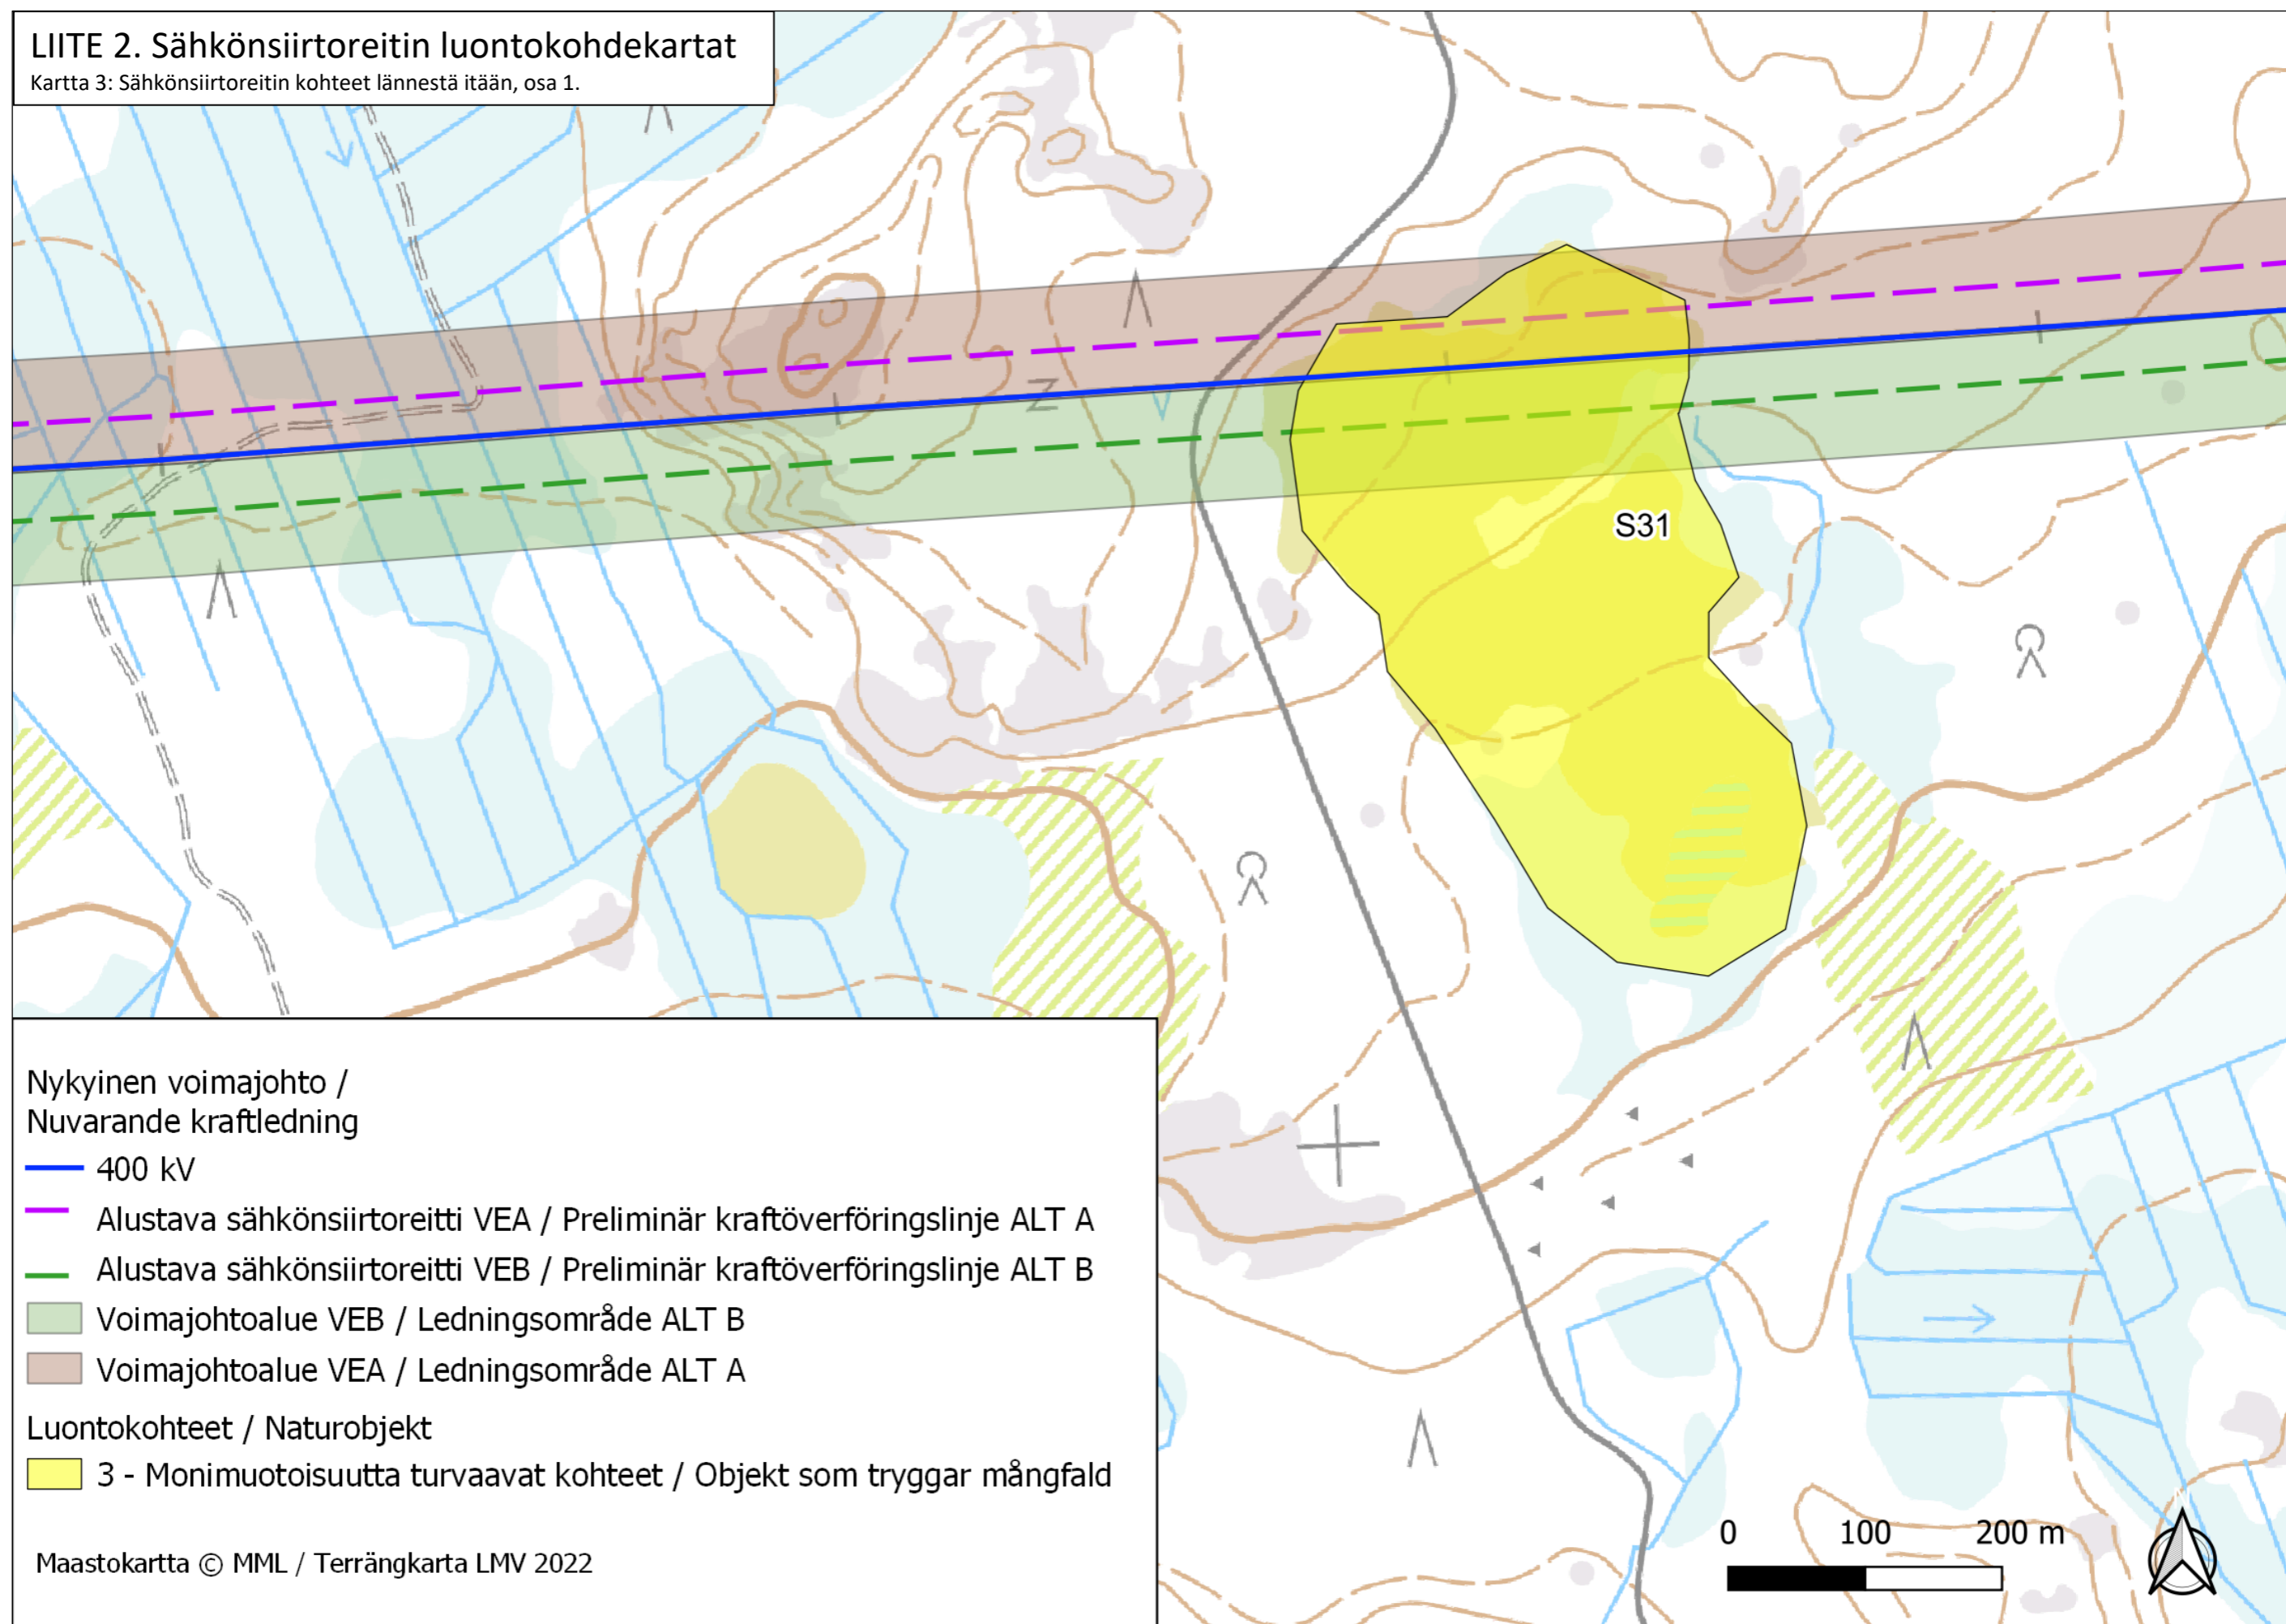 LIITE 2. Sähkönsiirtoreitin luontokohdekartat
Kartta 3: Sähkönsiirtoreitin kohteet lännestä itään, osa 1.
S31
Nykyinen voimajohto /
Nuvarande kraftledning
400 kV
Alustava sähkönsiirtoreitti VEA / Preliminär kraftöverföringslinje ALT A
Alustava sähkönsiirtoreitti VEB / Preliminär kraftöverföringslinje ALT B
Voimajohtoalue VEB / Ledningsområde ALT B
Voimajohtoalue VEA / Ledningsområde ALT A
Luontokohteet / Naturobjekt
3 - Monimuotoisuutta turvaavat kohteet / Objekt som tryggar mångfald
Maastokartta © MML / Terrängkarta LMV 2022
0 100 200 m